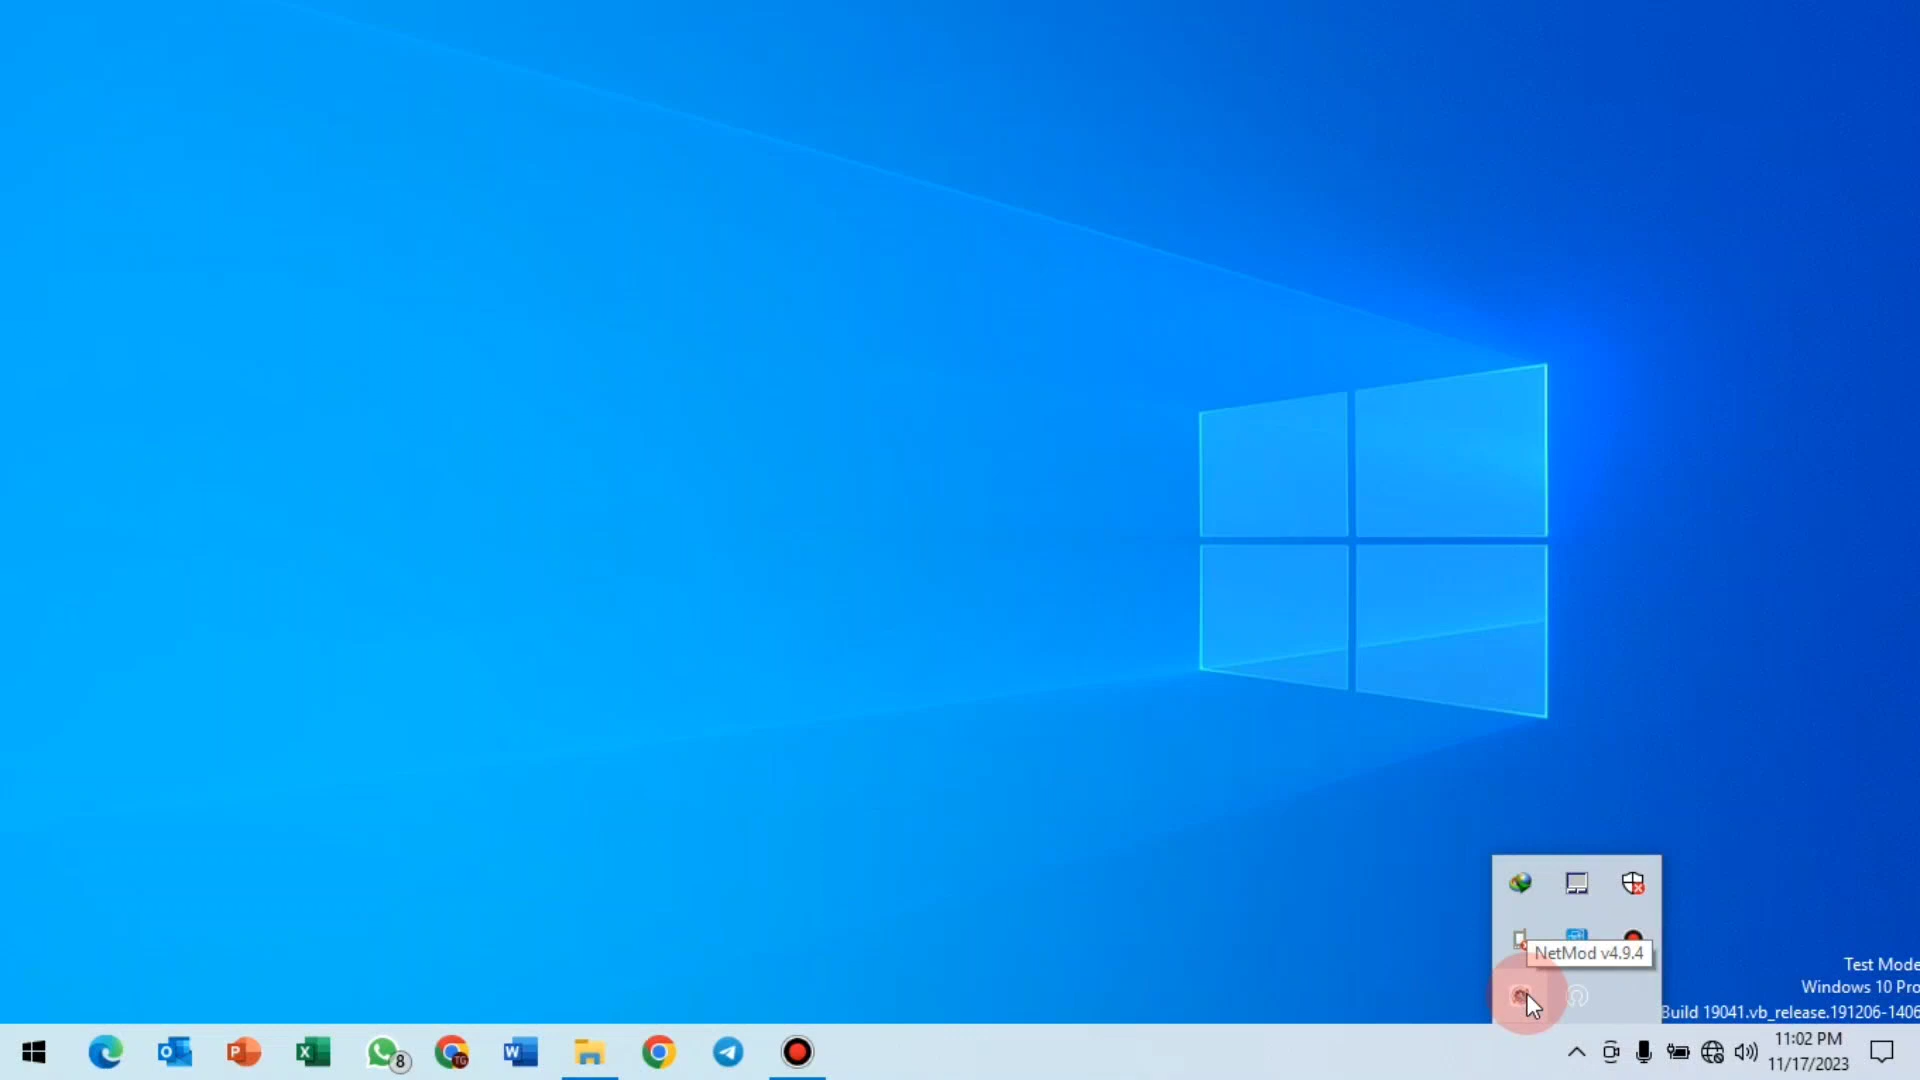 NetMod v4.9.4
Test Mode
Windows 10 Pro
Build 19041.vb_release.191206-1406
8
TG
11:02 PM
11/17/2023